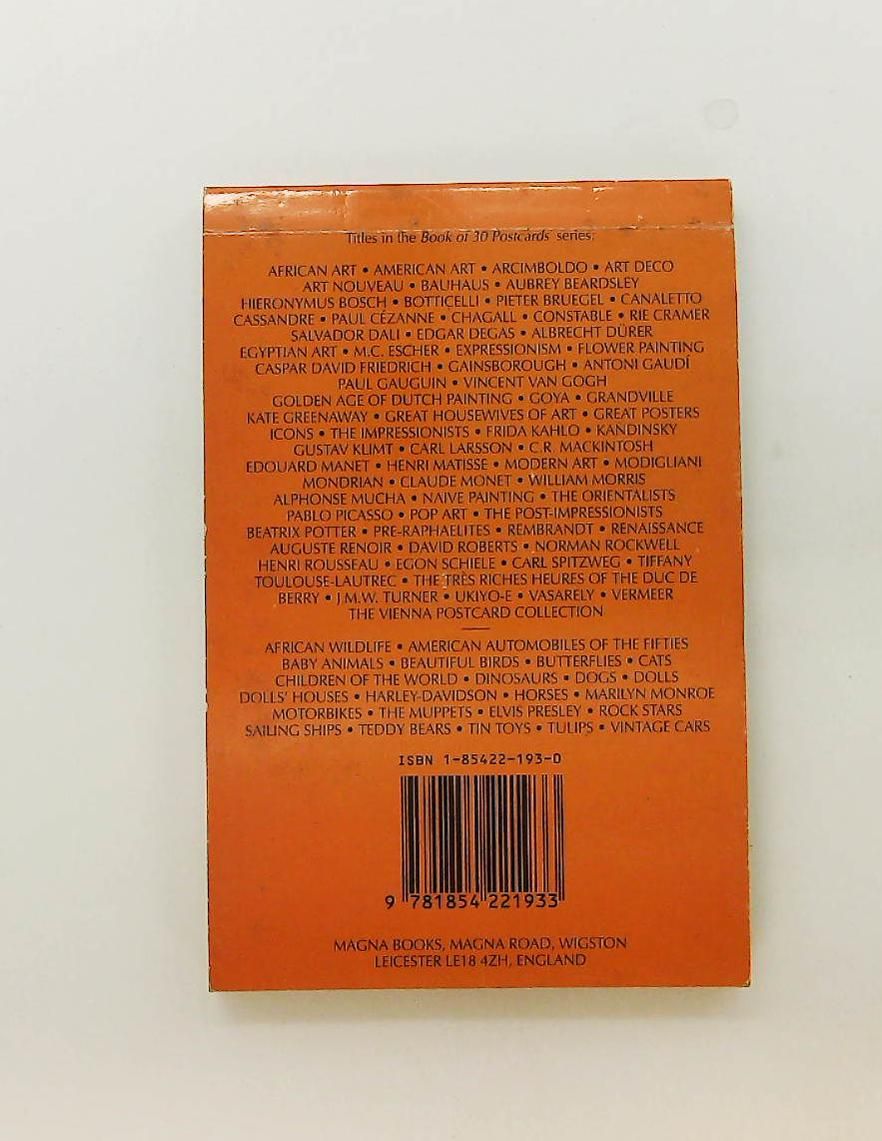 Titles in the Book of 30 Postcards series:
AFRICAN ART • AMERICAN ART • ARCIMBOLDO • ART DECO
ART NOUVEAU • BAUHAUS • AUBREY BEARDSLEY
HIERONYMUS BOSCH • BOTTICELLI • PIETER BRUEGEL • CANALETTO
CASSANDRE • PAUL CÉZANNE • CHAGALL • CONSTABLE • RIE CRAMER
SALVADOR DALI • EDGAR DEGAS • ALBRECHT DÜRER
EGYPTIAN ART • M.C. ESCHER • EXPRESSIONISM • FLOWER PAINTING
CASPAR DAVID FRIEDRICH • GAINSBOROUGH • ANTONI GAUDÍ
PAUL GAUGUIN • VINCENT VAN GOGH
GOLDEN AGE OF DUTCH PAINTING • GOYA • GRANDVILLE
KATE GREENAWAY • GREAT HOUSEWIVES OF ART • GREAT POSTERS
ICONS • THE IMPRESSIONISTS • FRIDA KAHLO • KANDINSKY
GUSTAV KLIMT • CARL LARSSON • C.R. MACKINTOSH
EDOUARD MANET • HENRI MATISSE • MODERN ART • MODIGLIANI
MONDRIAN • CLAUDE MONET • WILLIAM MORRIS
ALPHONSE MUCHA • NAIVE PAINTING • THE ORIENTALISTS
PABLO PICASSO • POP ART • THE POST-IMPRESSIONISTS
BEATRIX POTTER • PRE-RAPHAELITES • REMBRANDT • RENAISSANCE
AUGUSTE RENOIR • DAVID ROBERTS • NORMAN ROCKWELL
HENRI ROUSSEAU • EGON SCHIELE • CARL SPITZWEG • TIFFANY
TOULOUSE-LAUTREC • THE TRÈS RICHES HEURES OF THE DUC DE
BERRY • J.M.W. TURNER • UKIYO-E • VASARELY • VERMEER
THE VIENNA POSTCARD COLLECTION
AFRICAN WILDLIFE • AMERICAN AUTOMOBILES OF THE FIFTIES
BABY ANIMALS • BEAUTIFUL BIRDS • BUTTERFLIES • CATS
CHILDREN OF THE WORLD • DINOSAURS • DOGS • DOLLS
DOLLS' HOUSES • HARLEY-DAVIDSON • HORSES • MARILYN MONROE
MOTORBIKES • THE MUPPETS • ELVIS PRESLEY • ROCK STARS
SAILING SHIPS • TEDDY BEARS • TIN TOYS • TULIPS • VINTAGE CARS
ISBN 1-85422-193-0
9 781854 221933
MAGNA BOOKS, MAGNA ROAD, WIGSTON
LEICESTER LE18 4ZH, ENGLAND